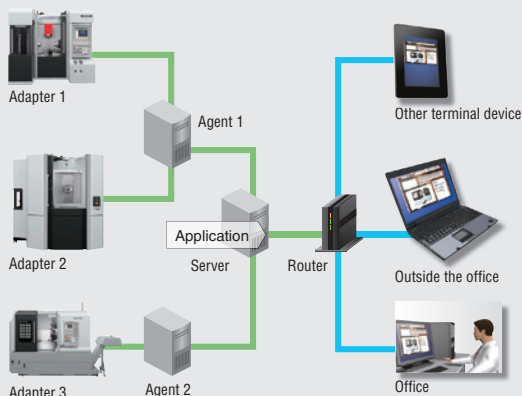 Adapter 1
Agent 1
Other terminal device
Adapter 2
Application
Server
Router
Outside the office
Adapter 3
Agent 2
Office